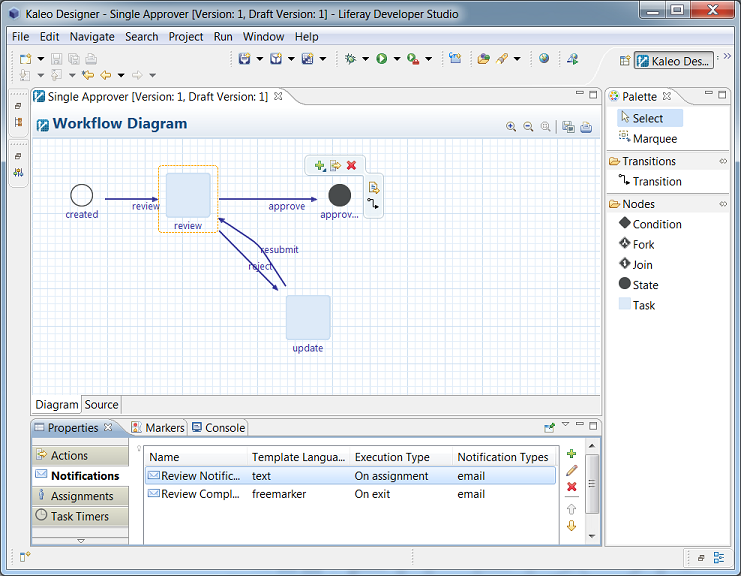 Kaleo Designer - Single Approver [Version: 1, Draft Version: 1] - Liferay Developer Studio
File Edit Navigate Search Project Run Window Help
Kaleo Des...
Single Approver [Version: 1, Draft Version: 1]
Workflow Diagram
created
review
review
approve
approv...
resubmit
reject
update
Diagram Source
Palette
Select
Marquee
Transitions
Transition
Nodes
Condition
Fork
Join
State
Task
Properties Markers Console
Actions
Notifications
Assignments
Task Timers
Name Template Langua... Execution Type Notification Types
Review Notific... text On assignment email
Review Compl... freemarker On exit email